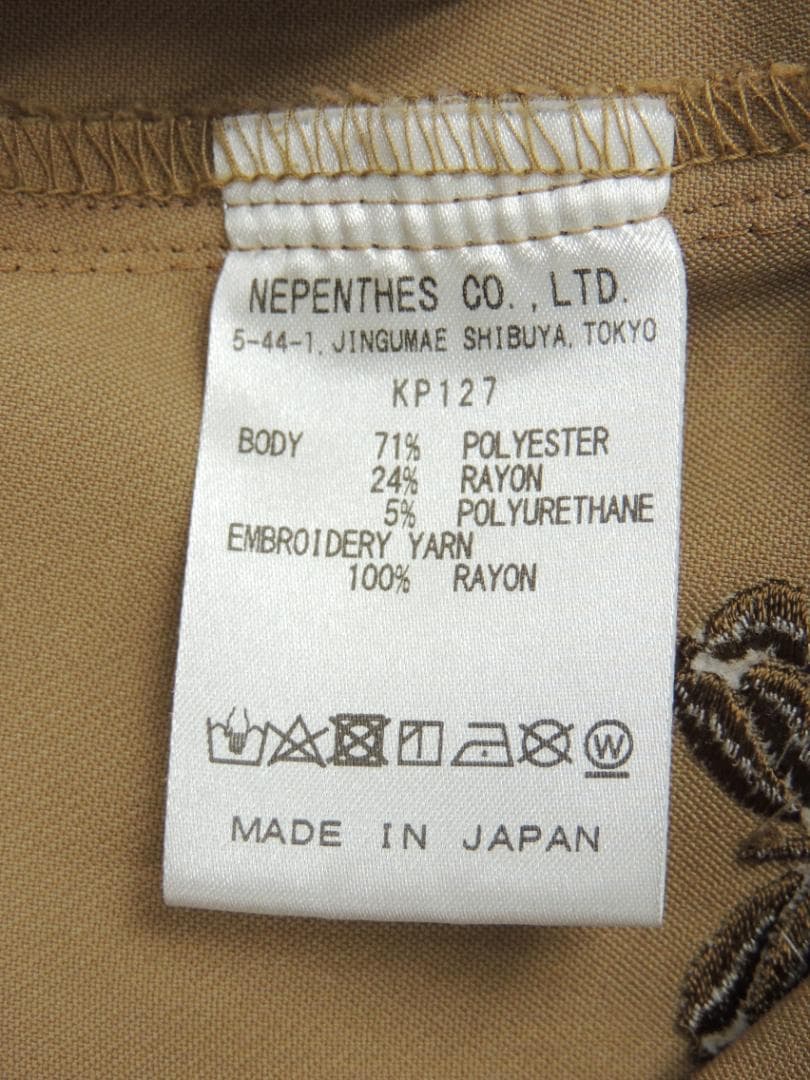 NEPENTHES CO.,LTD.
5-44-1, JINGUMAE SHIBUYA, TOKYO
KP127
BODY 71% POLYESTER
24% RAYON
5% POLYURETHANE
EMBROIDERY YARN
100% RAYON
W
MADE IN JAPAN